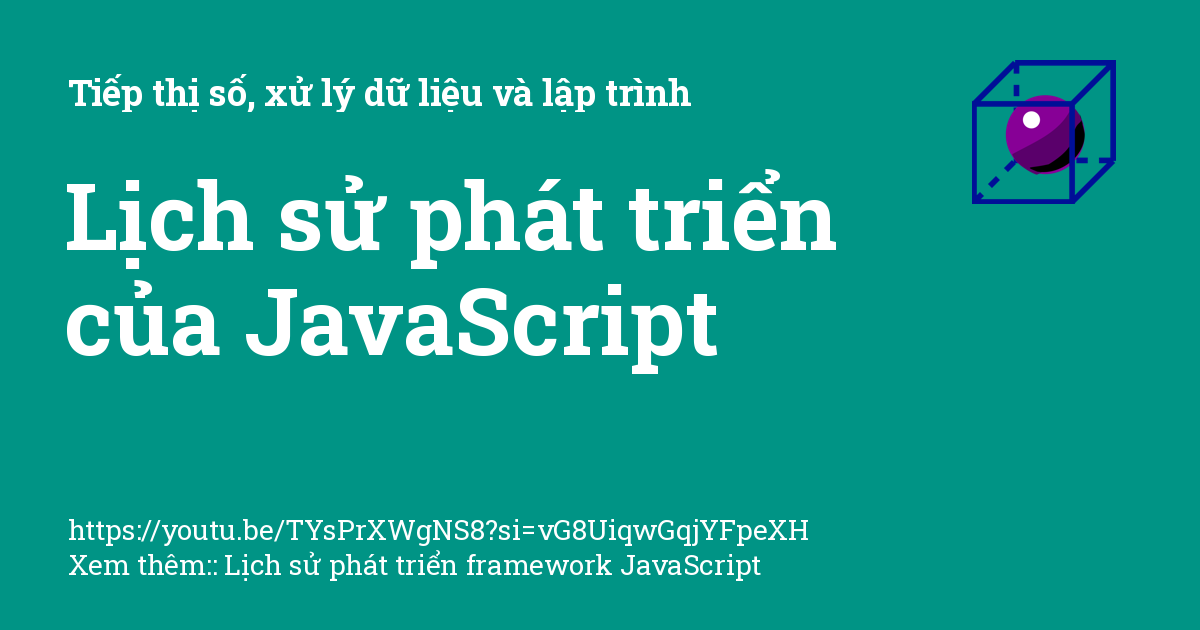 Tiếp thị số, xử lý dữ liệu và lập trình
Lịch sử phát triển
của JavaScript
https://youtu.be/TYsPrXWgNS8?si=vG8UiqwGqjYFpeXH
Xem thêm:: Lịch sử phát triển framework JavaScript